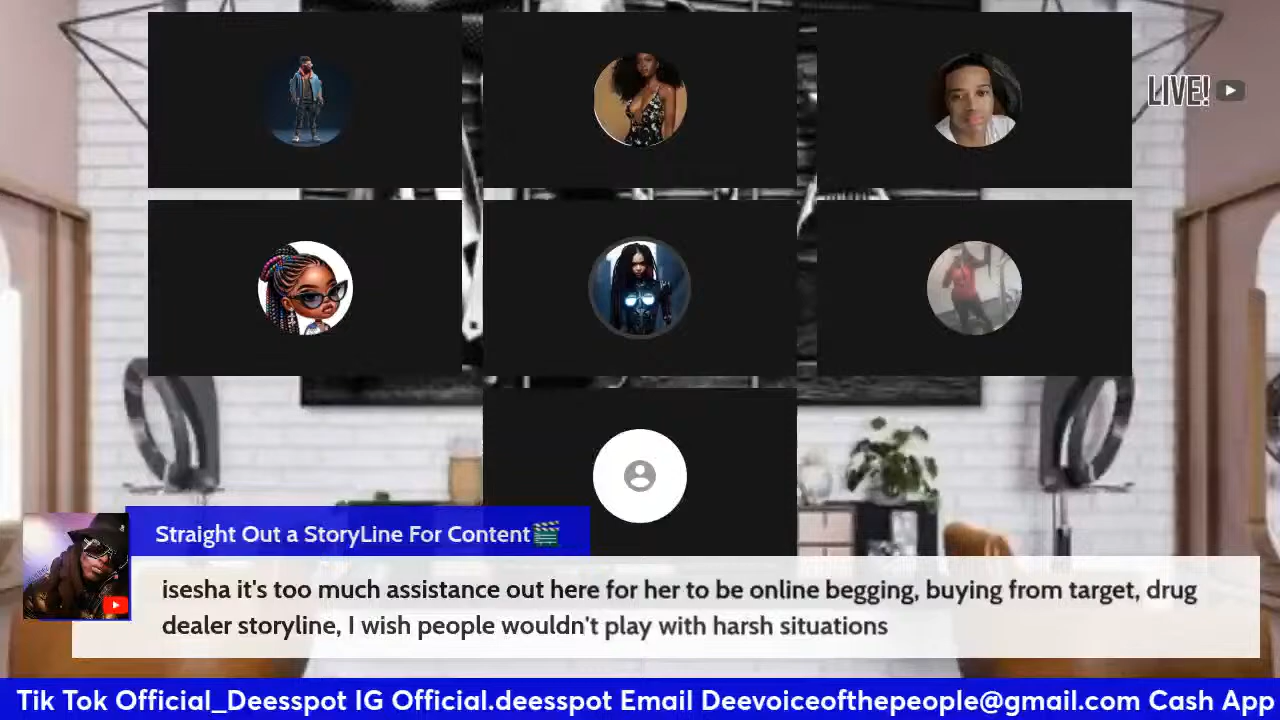 LIVE!
Straight Out a StoryLine For Content🎬
isesha it's too much assistance out here for her to be online begging, buying from target, drug
dealer storyline, I wish people wouldn't play with harsh situations
Tik Tok Official_Deesspot IG Official.deesspot Email Deevoiceofthepeople@gmail.com Cash App